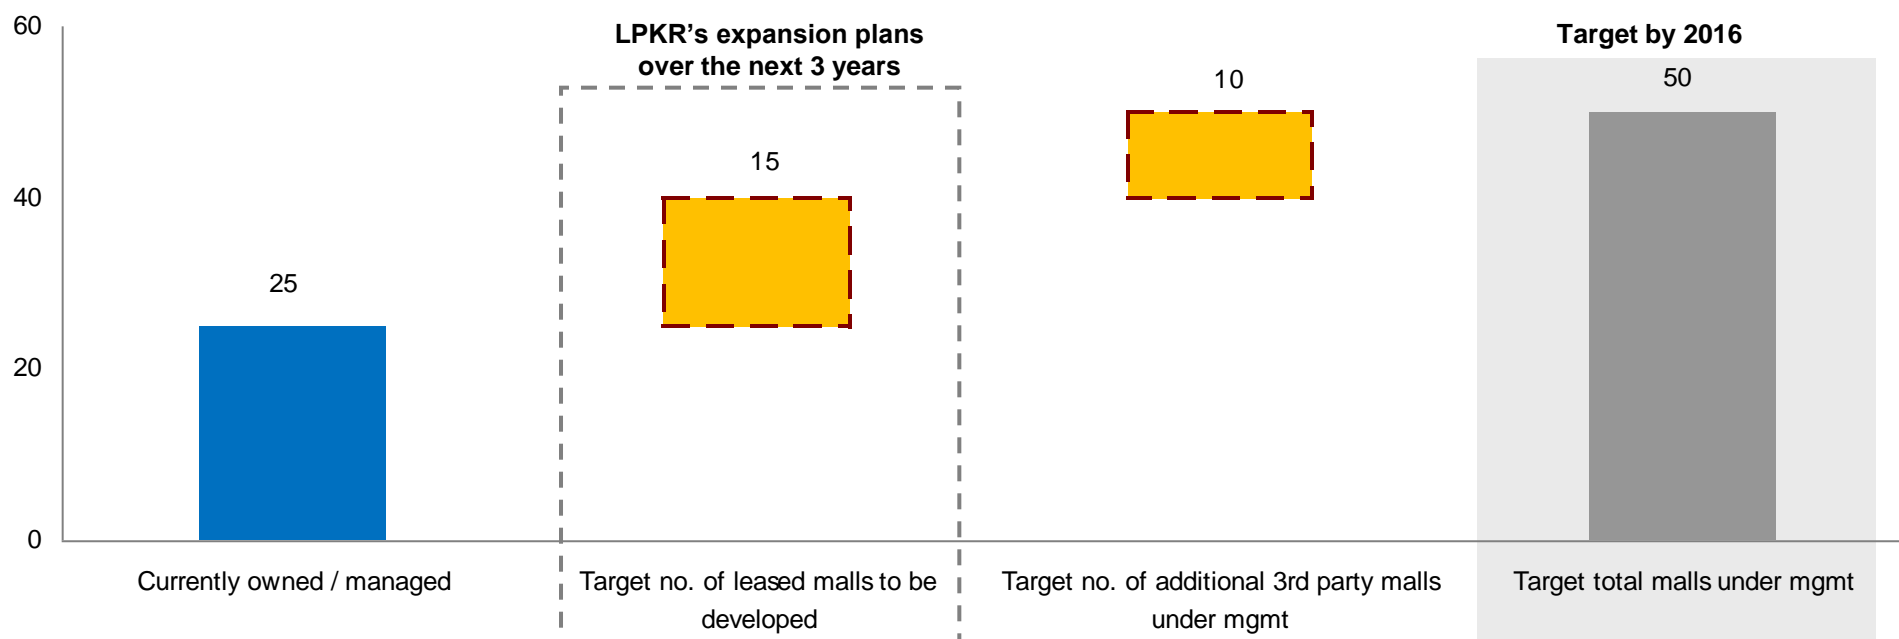 60
LPKR’s expansion plans
over the next 3 years
Target by 2016
10
50
50
15
40
25
20
0
Currently owned / managed
Target no. of leased malls to be
developed
Target no. of additional 3rd party malls
under mgmt
Target total malls under mgmt